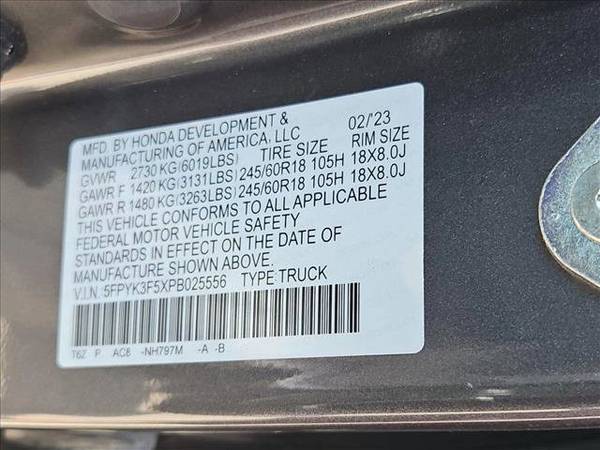 MFD. BY HONDA DEVELOPMENT & 02/'23
MANUFACTURING OF AMERICA, LLC
GVWR 2730 KG(6019LBS) TIRE SIZE RIM SIZE
GAWR F 1420 KG(3131LBS) 245/60R18 105H 18X8.0J
GAWR R 1480 KG(3263LBS) 245/60R18 105H 18X8.0J
THIS VEHICLE CONFORMS TO ALL APPLICABLE
FEDERAL MOTOR VEHICLE SAFETY
STANDARDS IN EFFECT ON THE DATE OF
MANUFACTURE SHOWN ABOVE.
V.I.N. 5FPYK3F5XPB025556 TYPE:TRUCK
T6Z P AC8 -NH797M -A -B